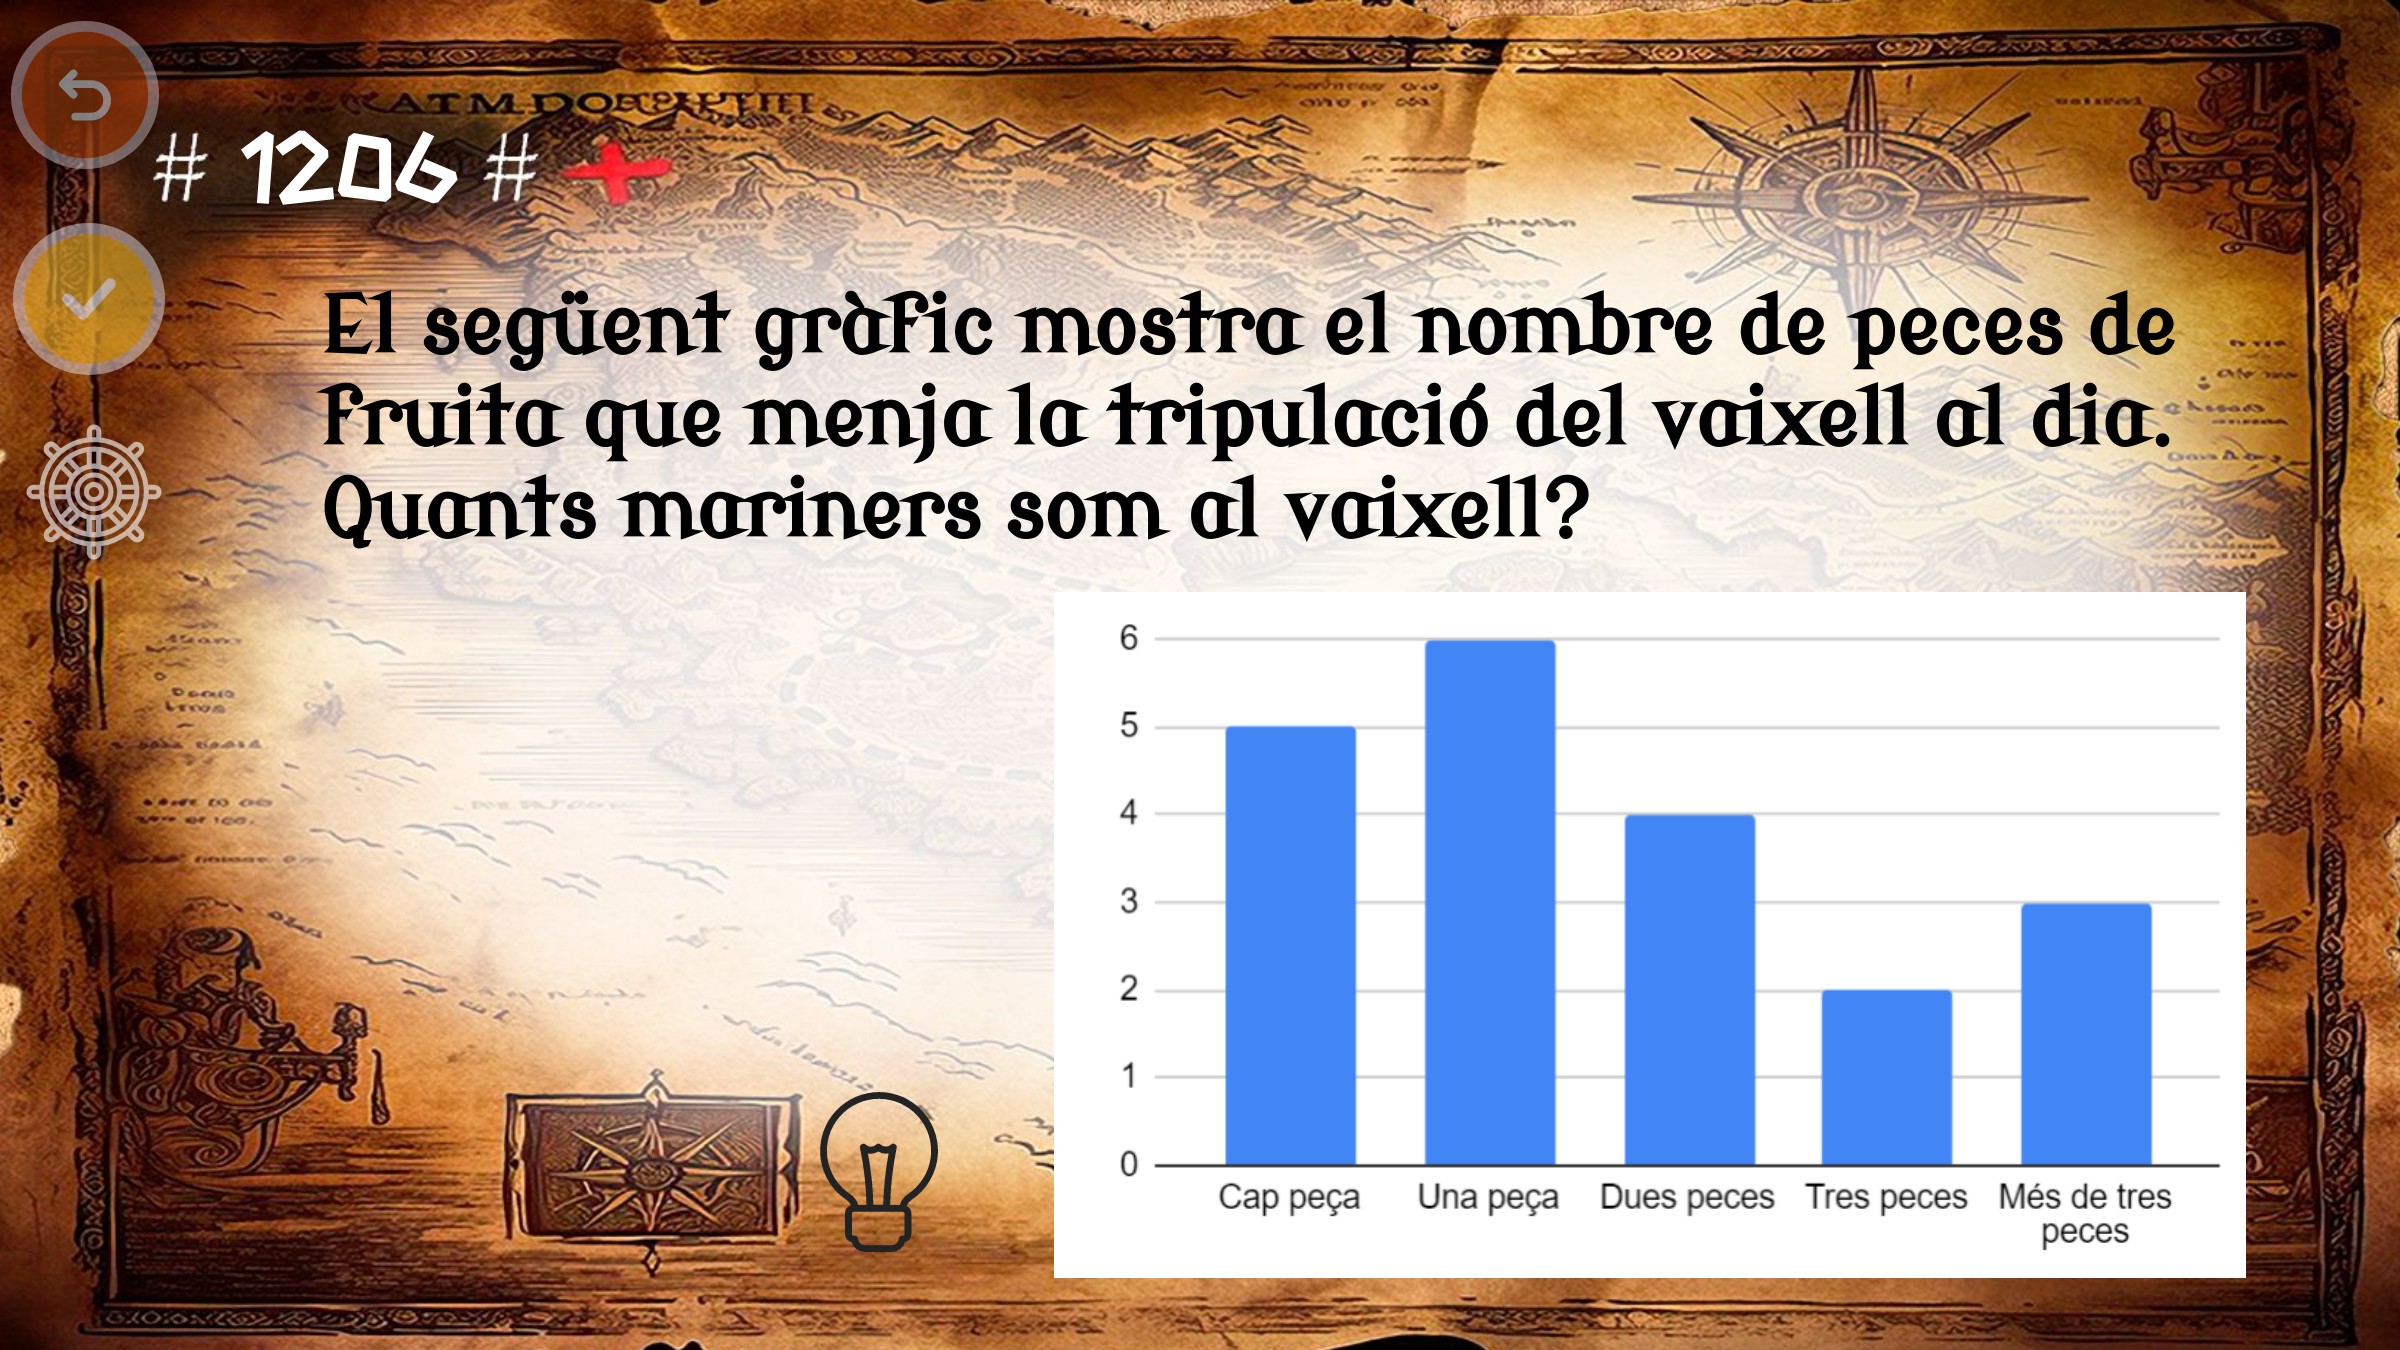 # 1206 #
El següent gràfic mostra el nombre de peces de
fruita que menja la tripulació del vaixell al dia.
Quants mariners som al vaixell?
6
5
4
3
2
1
0
Cap peça Una peça Dues peces Tres peces Més de tres
peces